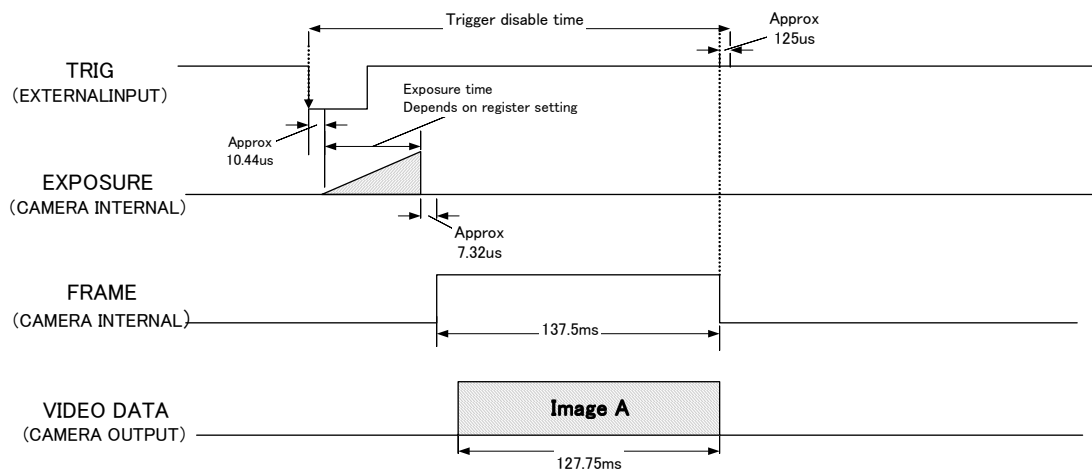 Trigger disable time
Approx
125us
TRIG
(EXTERNALINPUT)
Exposure time
Depends on register setting
Approx
10.44us
EXPOSURE
(CAMERA INTERNAL)
Approx
7.32us
FRAME
(CAMERA INTERNAL)
137.5ms
VIDEO DATA
(CAMERA OUTPUT)
Image A
127.75ms